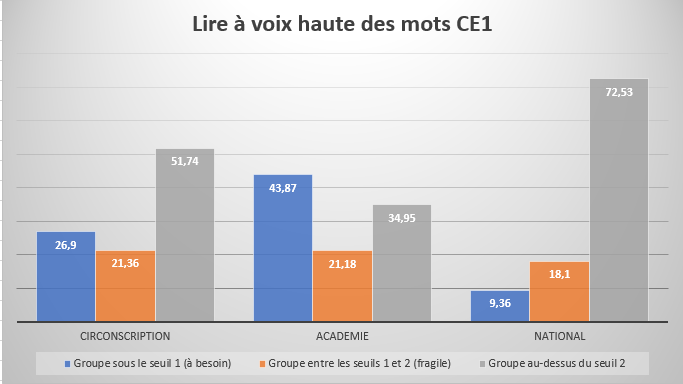 Lire à voix haute des mots CE1
26,9
21,36
51,74
43,87
21,18
34,95
9,36
18,1
72,53
CIRCONSCRIPTION
ACADEMIE
NATIONAL
Groupe sous le seuil 1 (à besoin)
Groupe entre les seuils 1 et 2 (fragile)
Groupe au-dessus du seuil 2